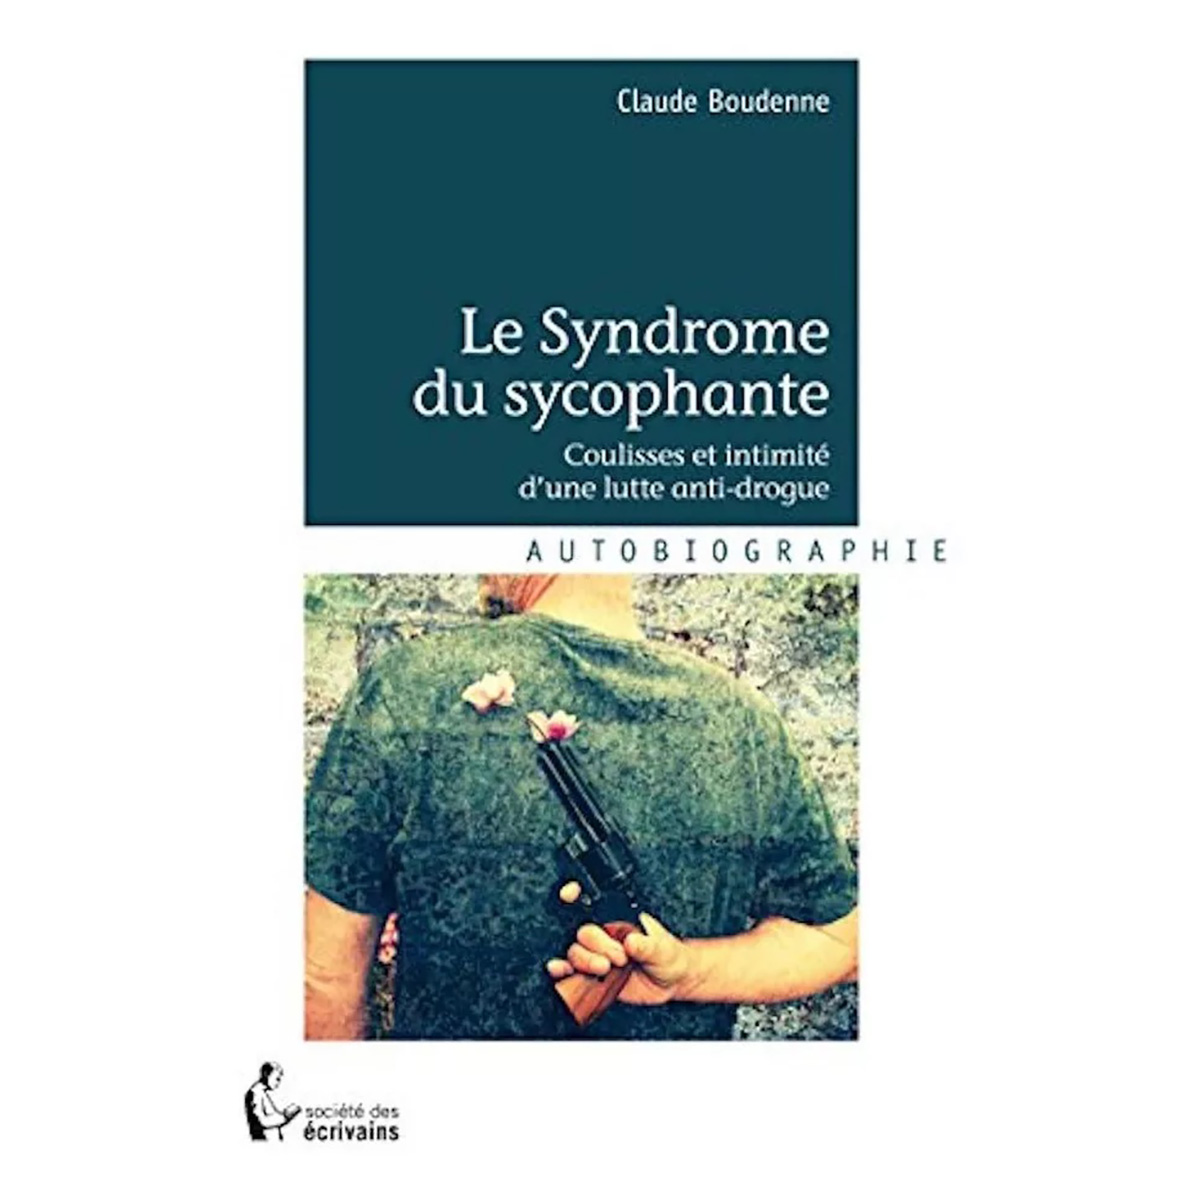 Claude Boudenne
Le Syndrome
du sycophante
Coulisses et intimité
d'une lutte anti-drogue
AUTOBIOGRAPHIE
société des
écrivains